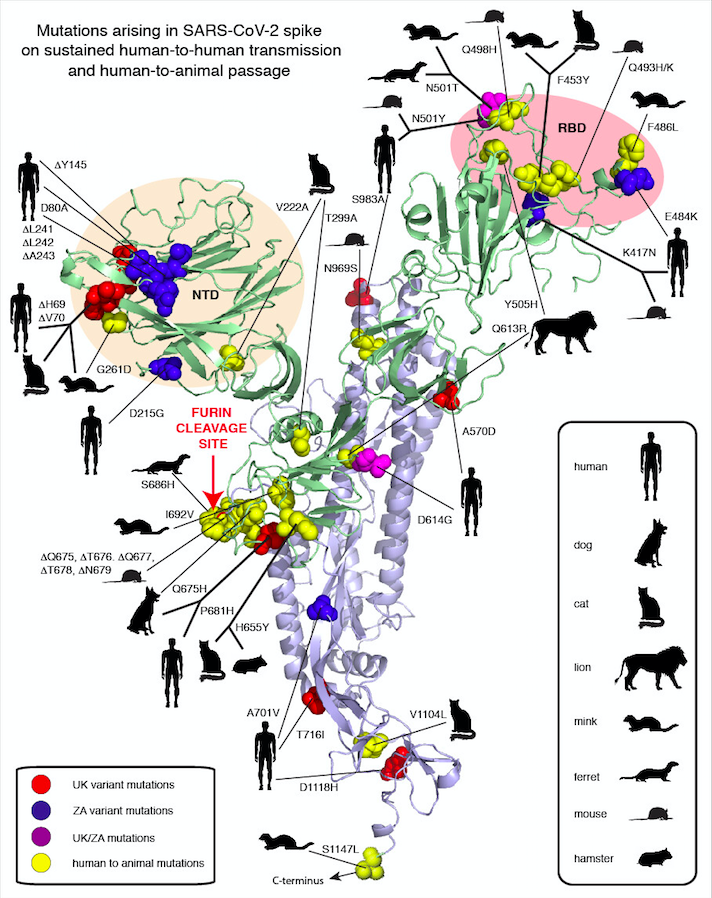 Mutations arising in SARS-CoV-2 spike
on sustained human-to-human transmission
and human-to-animal passage
Q498H
F453Y
Q493H/K
N501T
N501Y
RBD
F486L
S983A
E484K
K417N
Y505H
Q613R
ΔY145
D80A
ΔL241
ΔL242
ΔA243
V222A
T299A
N969S
NTD
ΔH69
ΔV70
G261D
D215G
FURIN
CLEAVAGE
SITE
A570D
D614G
S686H
I692V
ΔQ675, ΔT676. ΔQ677,
ΔT678, ΔN679
Q675H
P681H
H655Y
A701V
T716I
V1104L
D1118H
S1147L
C-terminus
UK variant mutations
ZA variant mutations
UK/ZA mutations
human to animal mutations
human
dog
cat
lion
mink
ferret
mouse
hamster